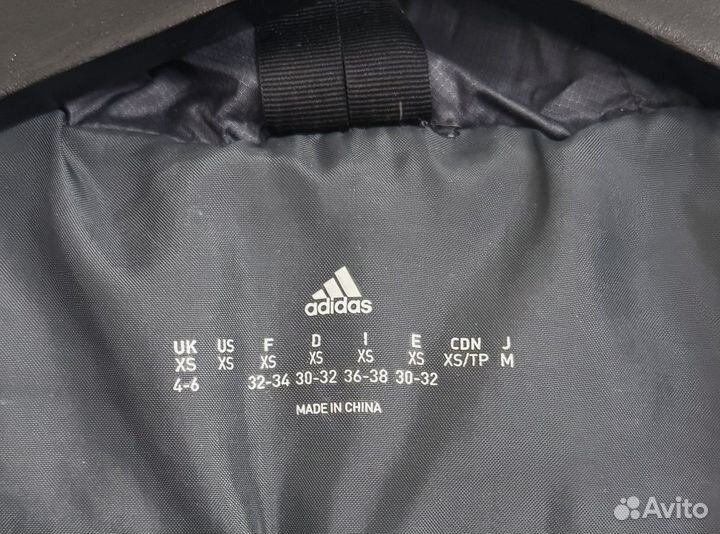 adidas
UK US F D I E CDN J
XS XS XS XS XS XS XS/TP M
4-6 32-34 30-32 36-38 30-32
MADE IN CHINA
Avito